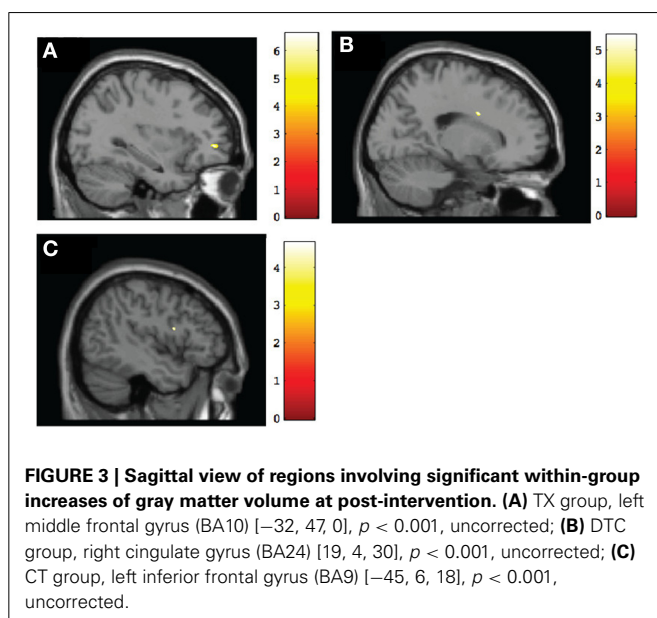 A
6
5
4
3
2
1
0
B
5
4
3
2
1
0
C
4
3
2
1
0
FIGURE 3 | Sagittal view of regions involving significant within-group
increases of gray matter volume at post-intervention. (A) TX group, left
middle frontal gyrus (BA10) [−32, 47, 0], p < 0.001, uncorrected; (B) DTC
group, right cingulate gyrus (BA24) [19, 4, 30], p < 0.001, uncorrected; (C)
CT group, left inferior frontal gyrus (BA9) [−45, 6, 18], p < 0.001,
uncorrected.